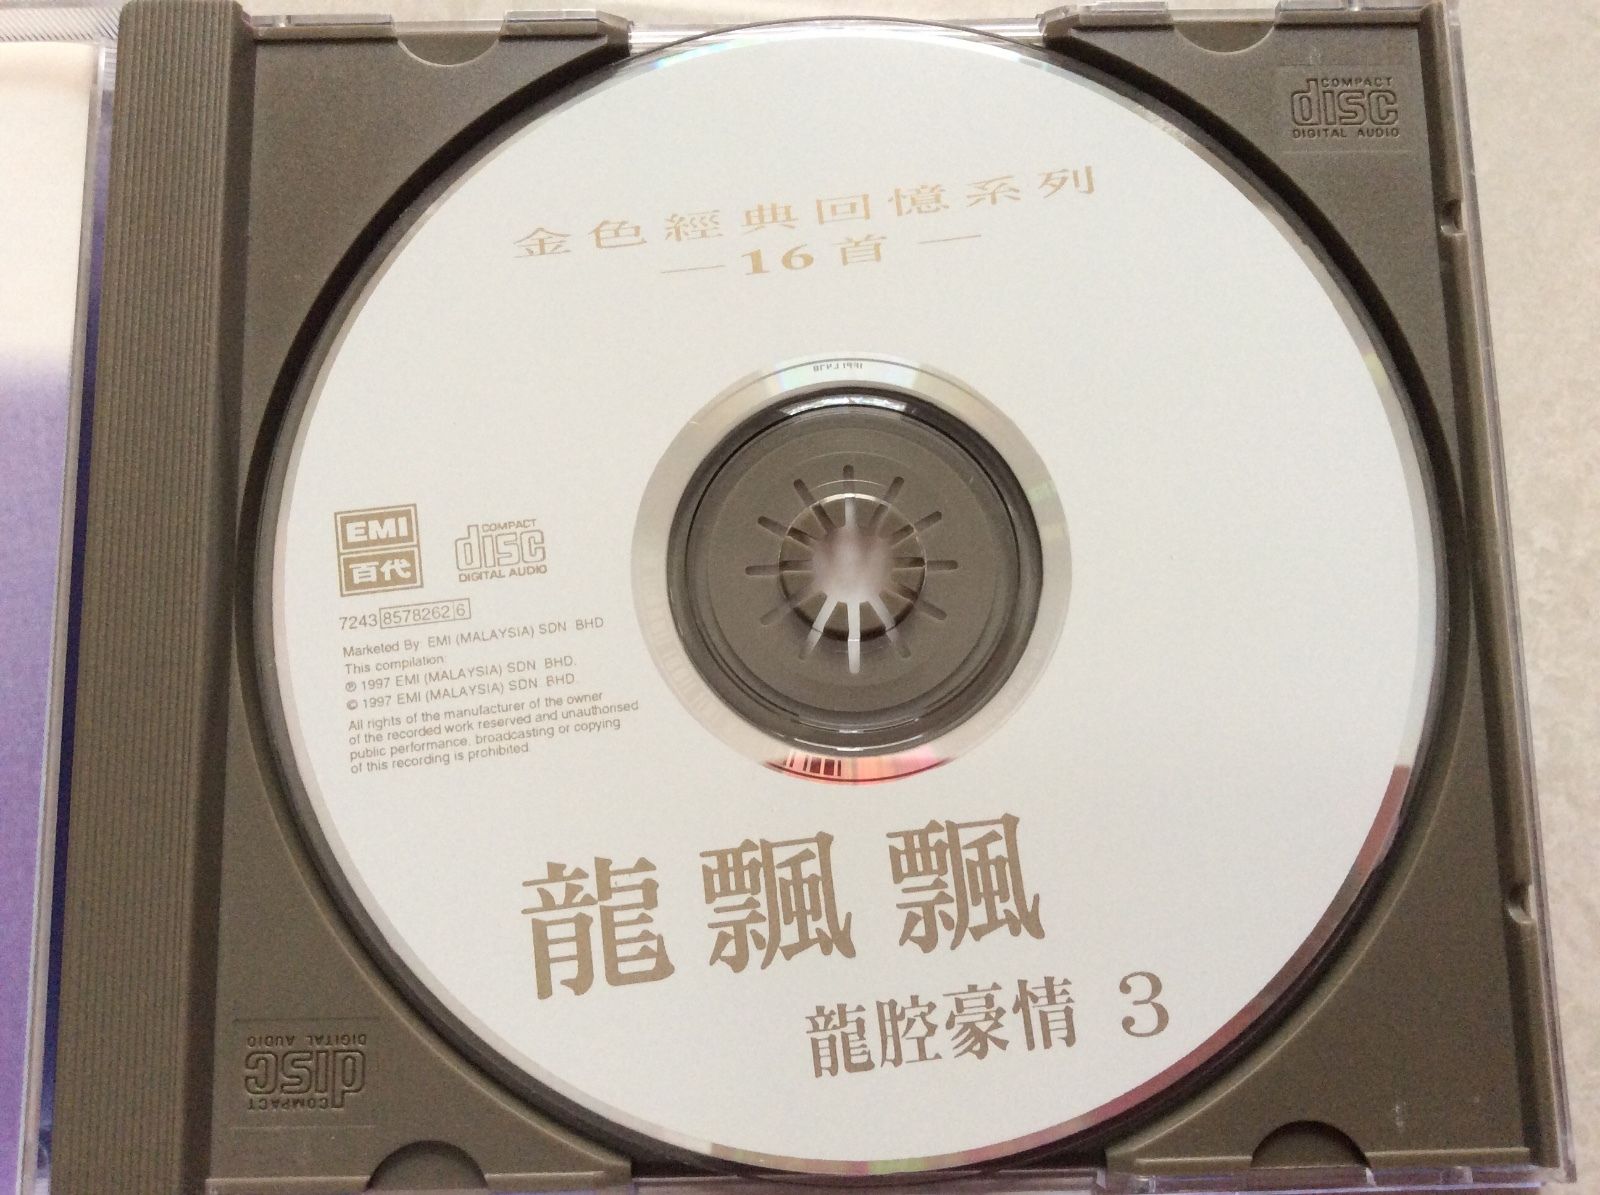 COMPACT
disc
DIGITAL AUDIO
金色經典回憶系列
—16首—
EMI
百代
COMPACT
disc
DIGITAL AUDIO
7243 8578262 6
Marketed By EMI (MALAYSIA) SDN BHD
This compilation:
℗ 1997 EMI (MALAYSIA) SDN BHD.
© 1997 EMI (MALAYSIA) SDN BHD.
All rights of the manufacturer of the owner
of the recorded work reserved and unauthorised
public performance, broadcasting or copying
of this recording is prohibited
龍飄飄
龍腔豪情 3
COMPACT
disc
DIGITAL AUDIO